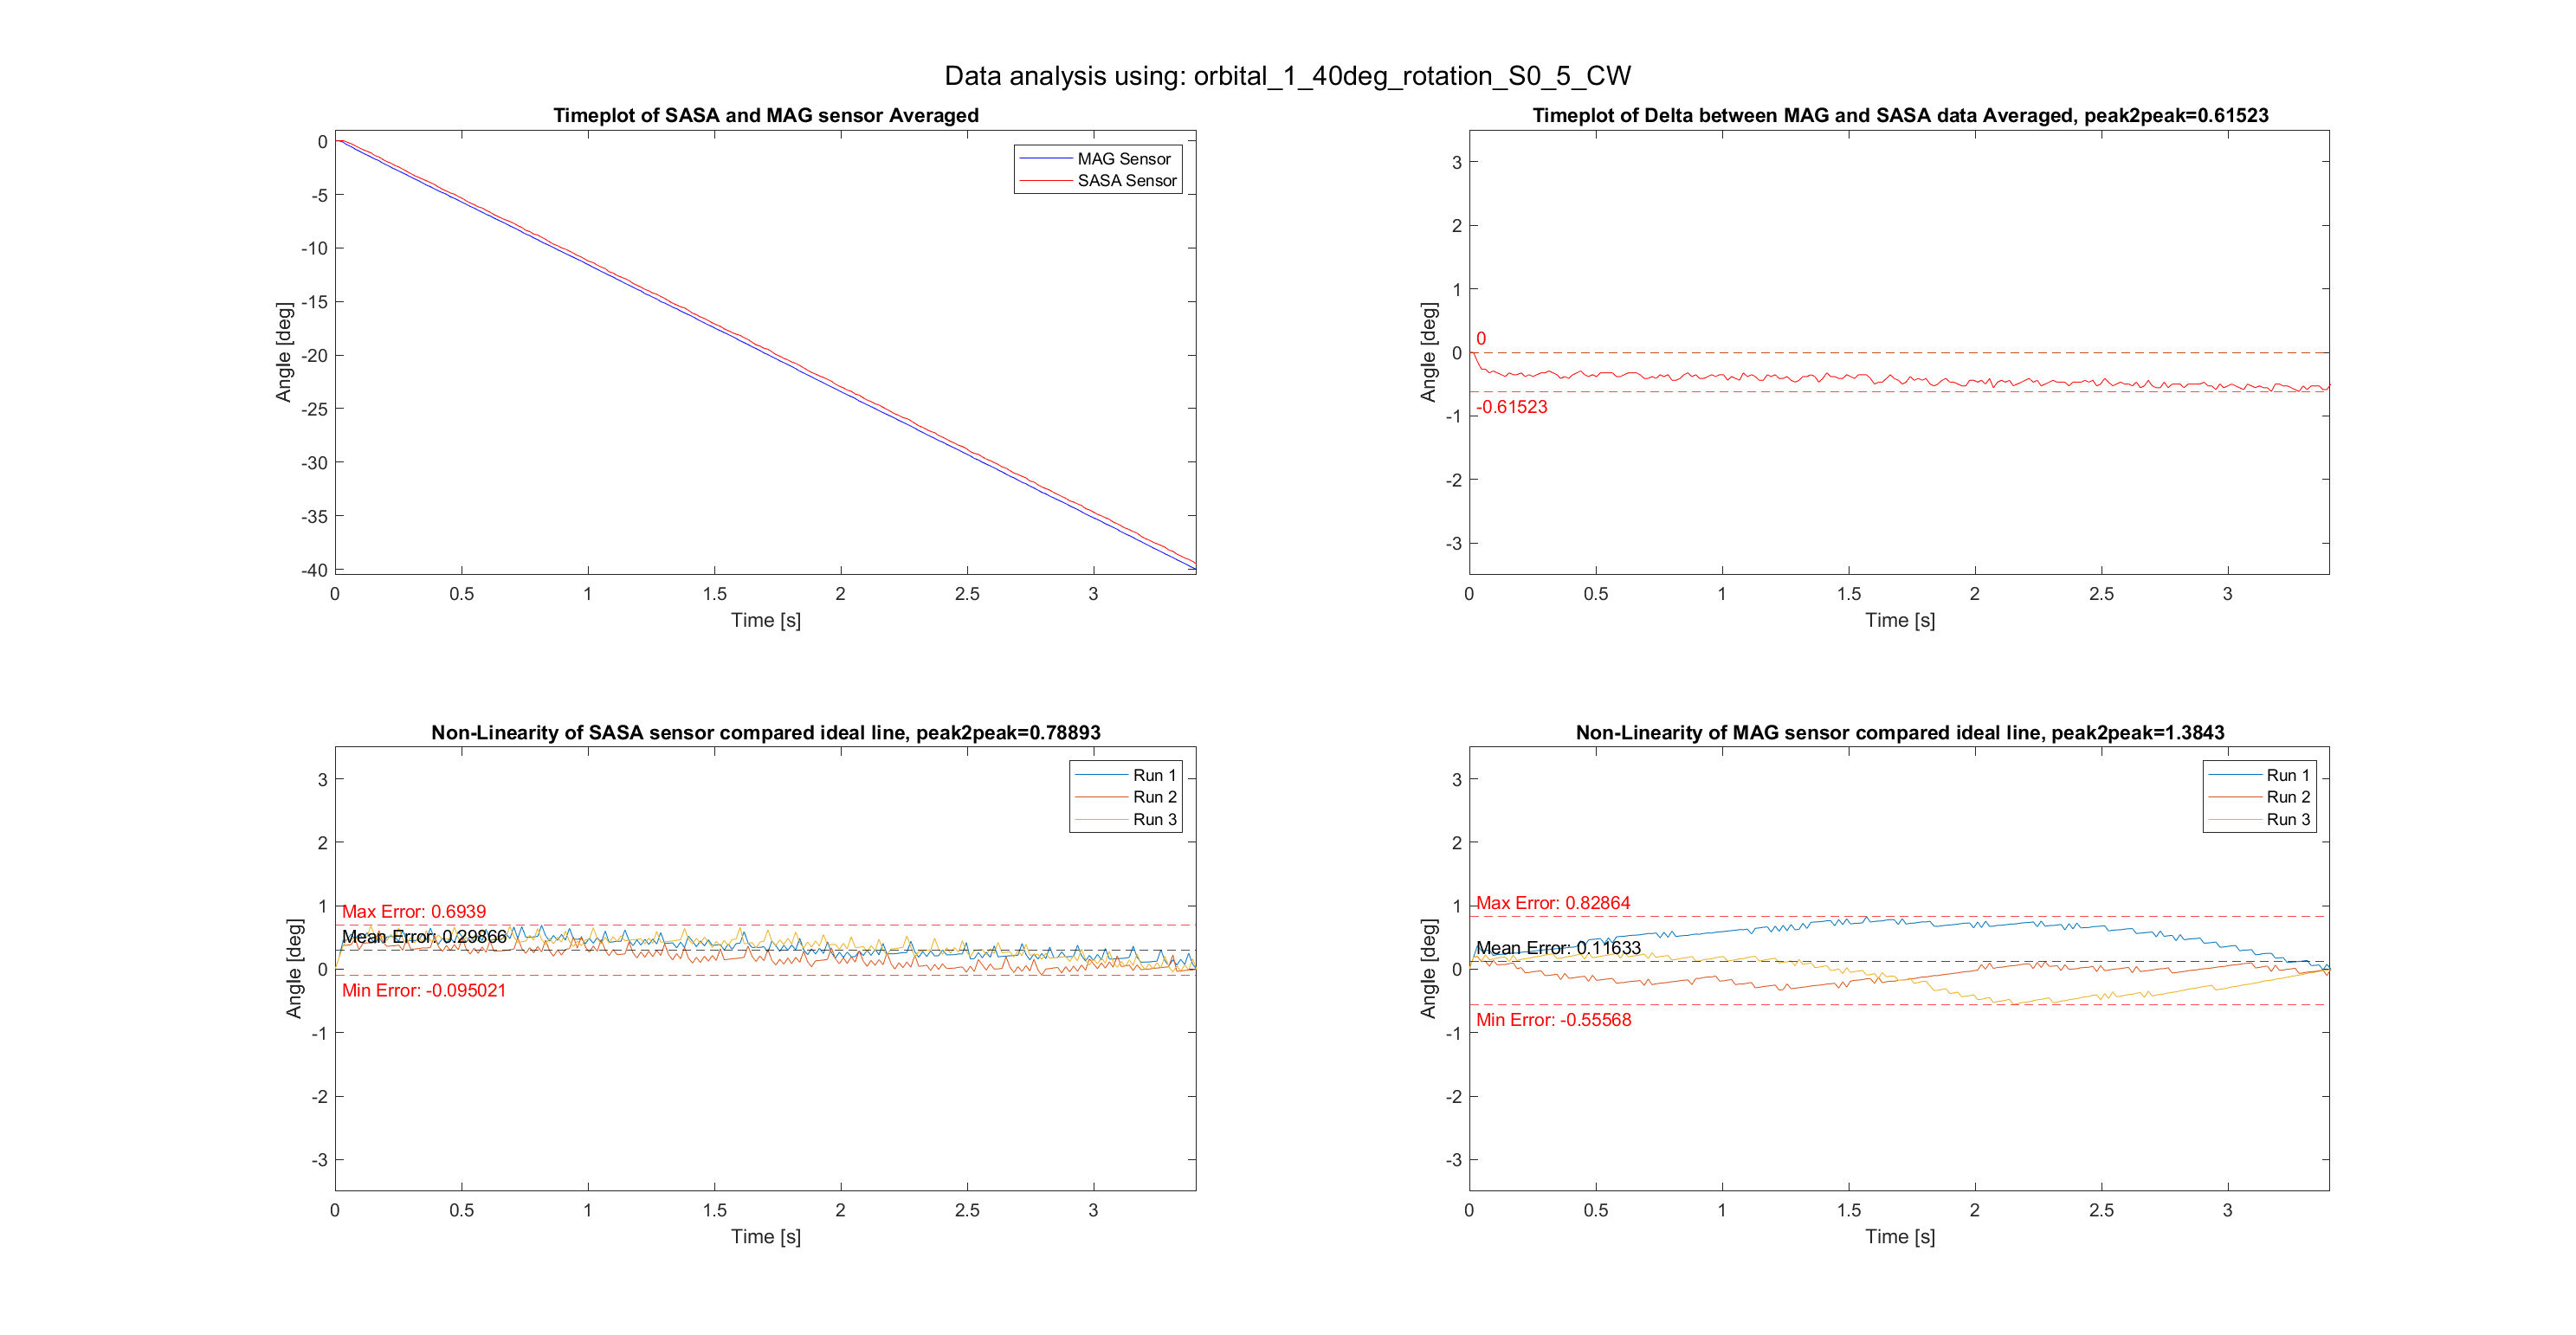 Data analysis using: orbital_1_40deg_rotation_S0_5_CW
Timeplot of SASA and MAG sensor Averaged
0
-5
-10
-15
-20
-25
-30
-35
-40
Angle [deg]
MAG Sensor
SASA Sensor
0 0.5 1 1.5 2 2.5 3
Time [s]
Timeplot of Delta between MAG and SASA data Averaged, peak2peak=0.61523
3
2
1
0
-1
-2
-3
Angle [deg]
0
-0.61523
0 0.5 1 1.5 2 2.5 3
Time [s]
Non-Linearity of SASA sensor compared ideal line, peak2peak=0.78893
3
2
1
0
-1
-2
-3
Angle [deg]
Run 1
Run 2
Run 3
Max Error: 0.6939
Mean Error: 0.29866
Min Error: -0.095021
0 0.5 1 1.5 2 2.5 3
Time [s]
Non-Linearity of MAG sensor compared ideal line, peak2peak=1.3843
3
2
1
0
-1
-2
-3
Angle [deg]
Run 1
Run 2
Run 3
Max Error: 0.82864
Mean Error: 0.11633
Min Error: -0.55568
0 0.5 1 1.5 2 2.5 3
Time [s]